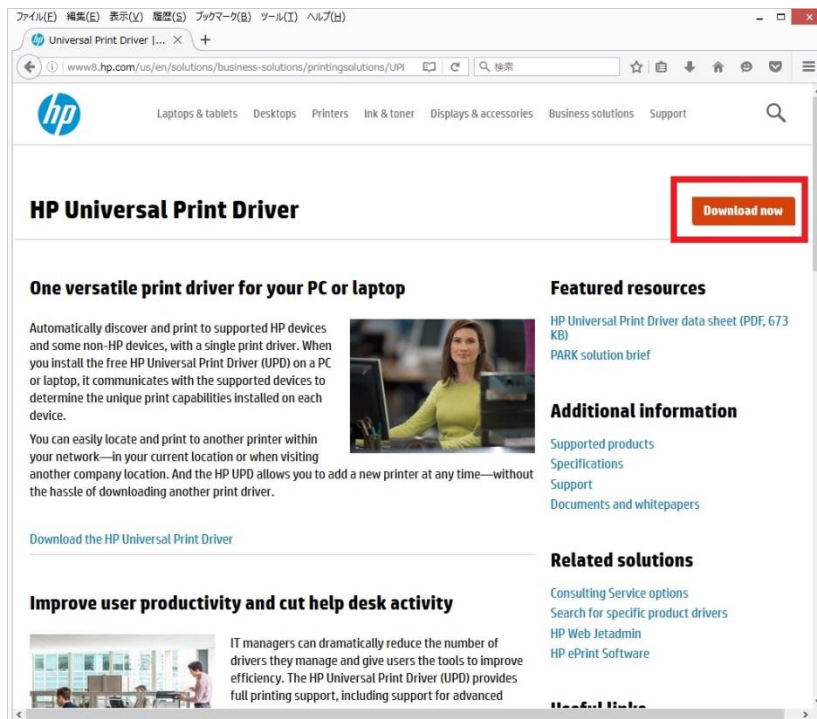 ファイル(F) 編集(E) 表示(V) 履歴(S) ブックマーク(B) ツール(T) ヘルプ(H)
Universal Print Driver |... × +
www8.hp.com/us/en/solutions/business-solutions/printingsolutions/UPI
検索
hp
Laptops & tablets Desktops Printers Ink & toner Displays & accessories Business solutions Support
HP Universal Print Driver
Download now
One versatile print driver for your PC or laptop
Automatically discover and print to supported HP devices
and some non-HP devices, with a single print driver. When
you install the free HP Universal Print Driver (UPD) on a PC
or laptop, it communicates with the supported devices to
determine the unique print capabilities installed on each
device.
You can easily locate and print to another printer within
your network—in your current location or when visiting
another company location. And the HP UPD allows you to add a new printer at any time—without
the hassle of downloading another print driver.
Download the HP Universal Print Driver
Improve user productivity and cut help desk activity
IT managers can dramatically reduce the number of
drivers they manage and give users the tools to improve
efficiency. The HP Universal Print Driver (UPD) provides
full printing support, including support for advanced
Featured resources
HP Universal Print Driver data sheet (PDF, 673
KB)
PARK solution brief
Additional information
Supported products
Specifications
Support
Documents and whitepapers
Related solutions
Consulting Service options
Search for specific product drivers
HP Web Jetadmin
HP ePrint Software
Useful links